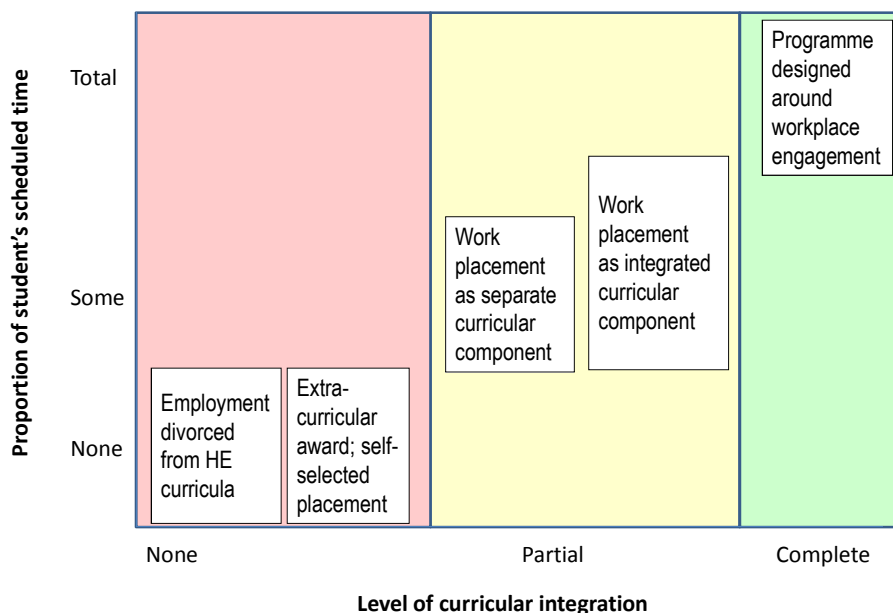 Proportion of student's scheduled time
Total
Some
None
Programme
designed
around
workplace
engagement
Work
placement
as integrated
curricular
component
Work
placement
as separate
curricular
component
Employment
divorced
from HE
curricula
Extra-
curricular
award; self-
selected
placement
None
Partial
Complete
Level of curricular integration